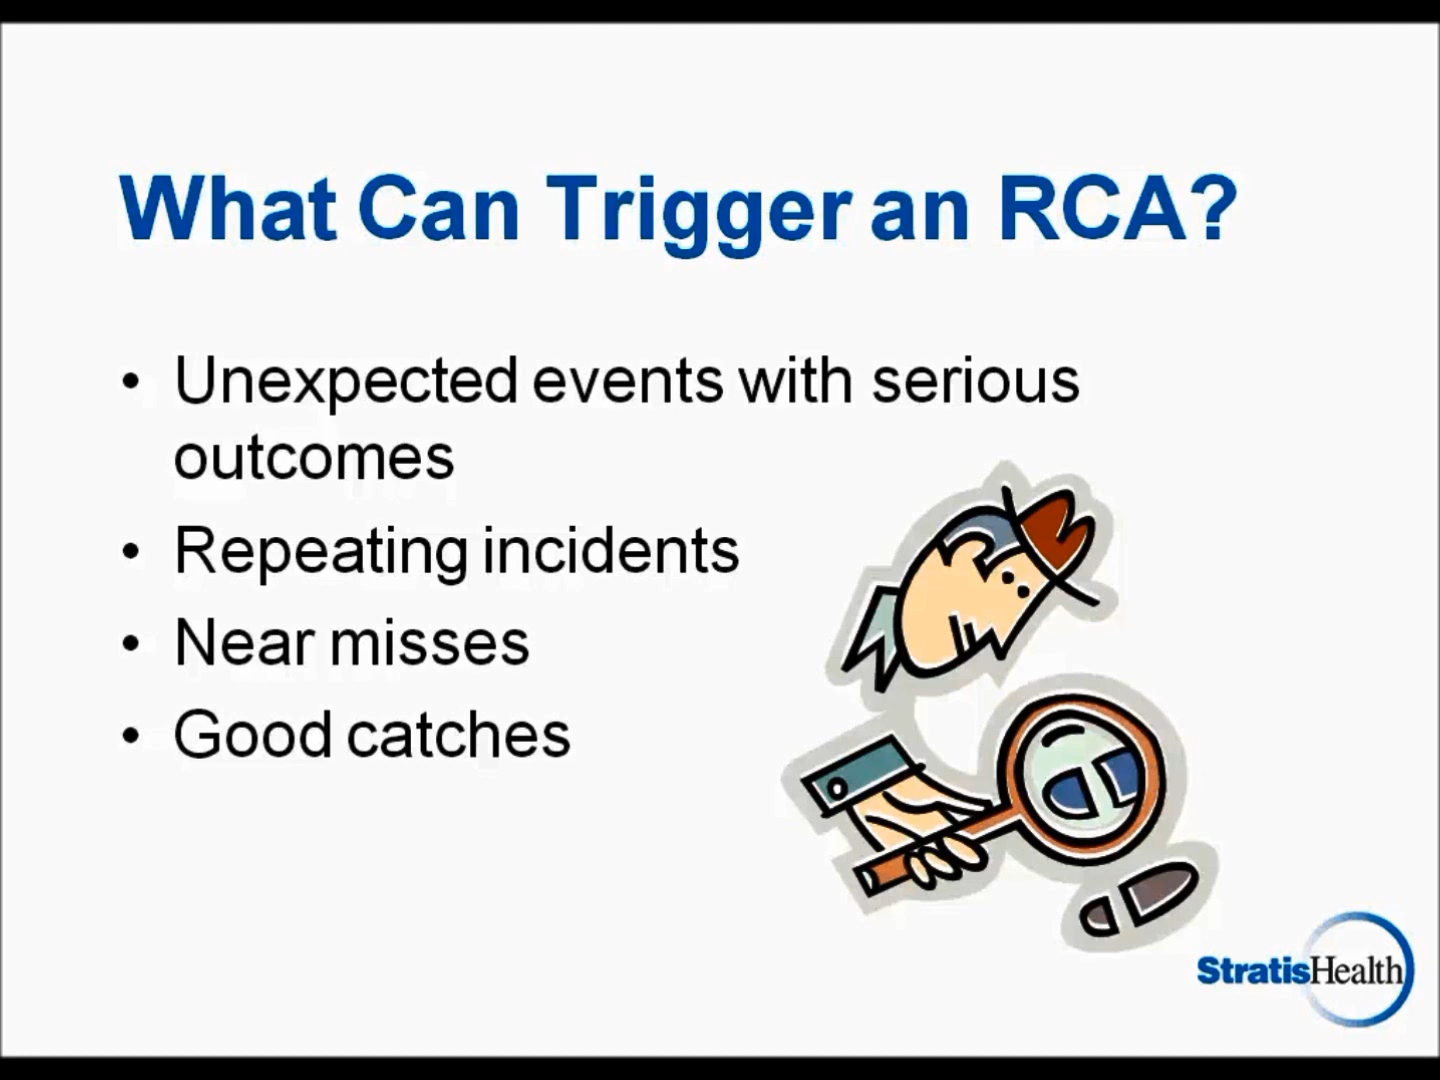 What Can Trigger an RCA?
• Unexpected events with serious
outcomes
• Repeating incidents
• Near misses
• Good catches
StratisHealth